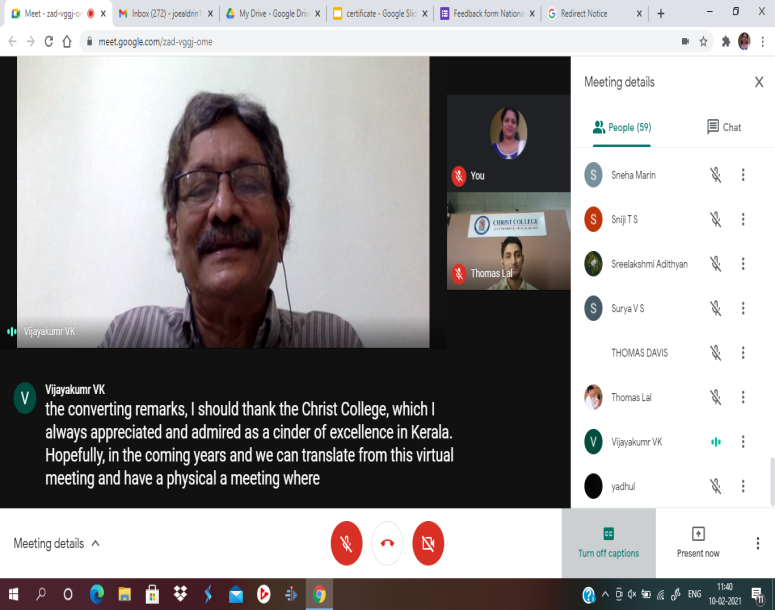 Meet - zad-vggj-or
Inbox (272) - joealdrin1
My Drive - Google Driv
certificate - Google Slid
Feedback form Nationa
Redirect Notice
meet.google.com/zad-vggj-ome
Vijayakumr VK
You
CHRIST COLLEGE
Thomas Lal
Vijayakumr VK
the converting remarks, I should thank the Christ College, which I
always appreciated and admired as a cinder of excellence in Kerala.
Hopefully, in the coming years and we can translate from this virtual
meeting and have a physical a meeting where
Meeting details
People (59)
Chat
S Sneha Marin
S Sniji T S
Sreelakshmi Adithyan
S Surya V S
THOMAS DAVIS
Thomas Lal
V Vijayakumr VK
yadhul
Meeting details
Turn off captions
Present now
ENG
11:40
10-02-2021